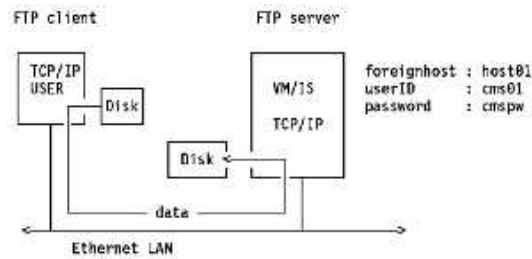 FTP client
FTP server
TCP/IP
USER
Disk
VM/IS
TCP/IP
Disk
foreignhost : host01
userID : cms01
password : cmspw
data
Ethernet LAN